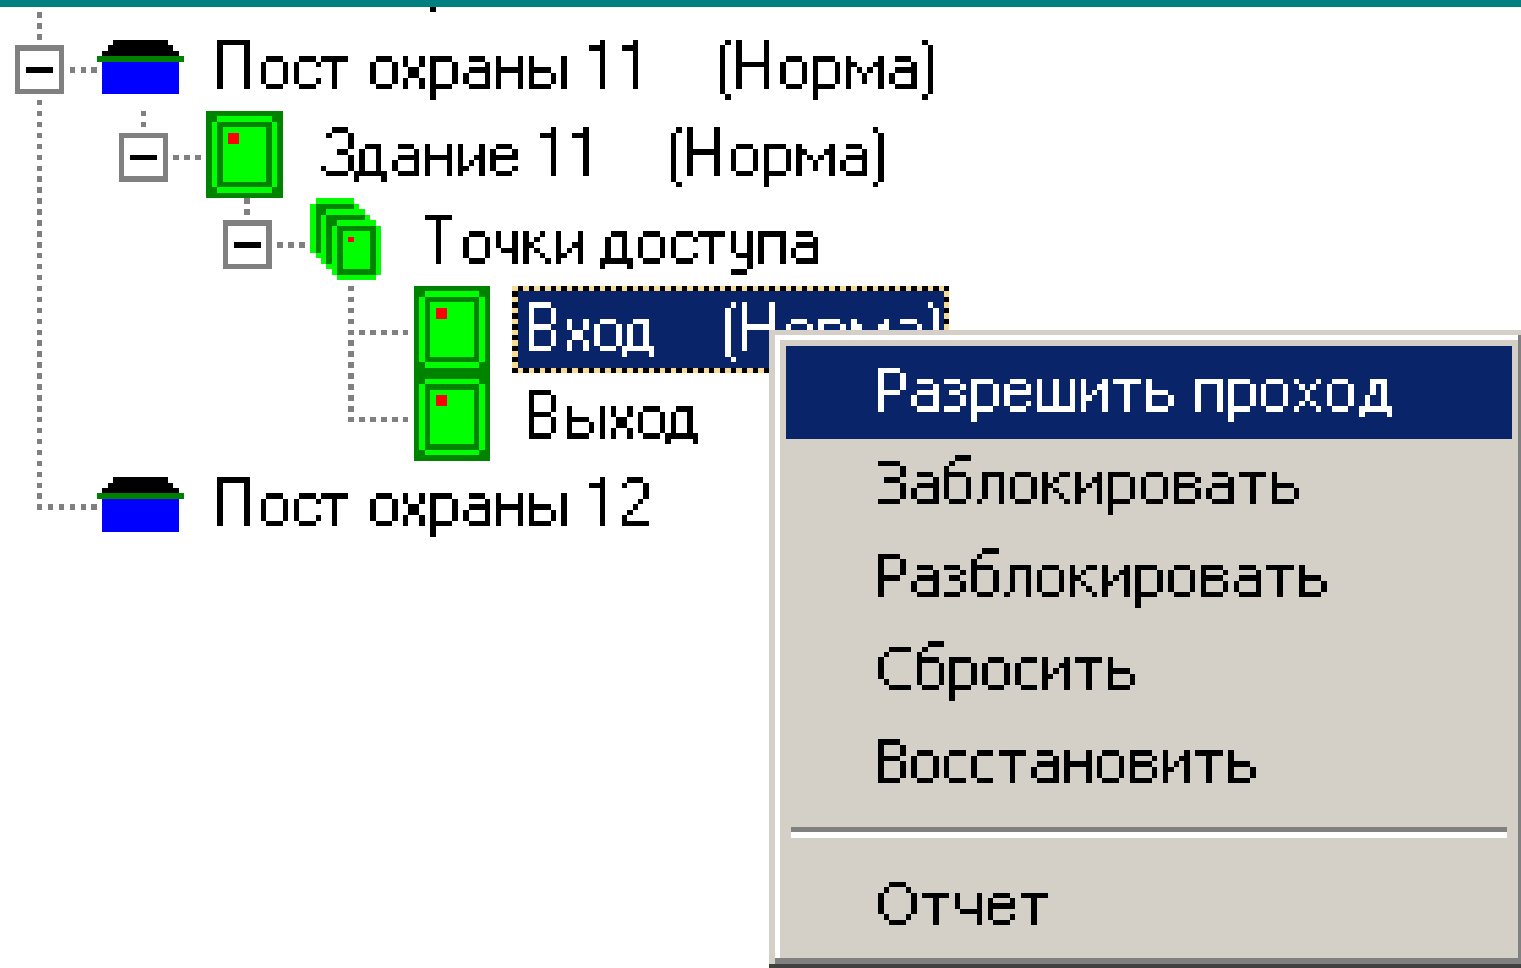 Пост охраны 11 (Норма)
Здание 11 (Норма)
Точки доступа
Вход (Норма)
Выход
Пост охраны 12
Разрешить проход
Заблокировать
Разблокировать
Сбросить
Восстановить
Отчет